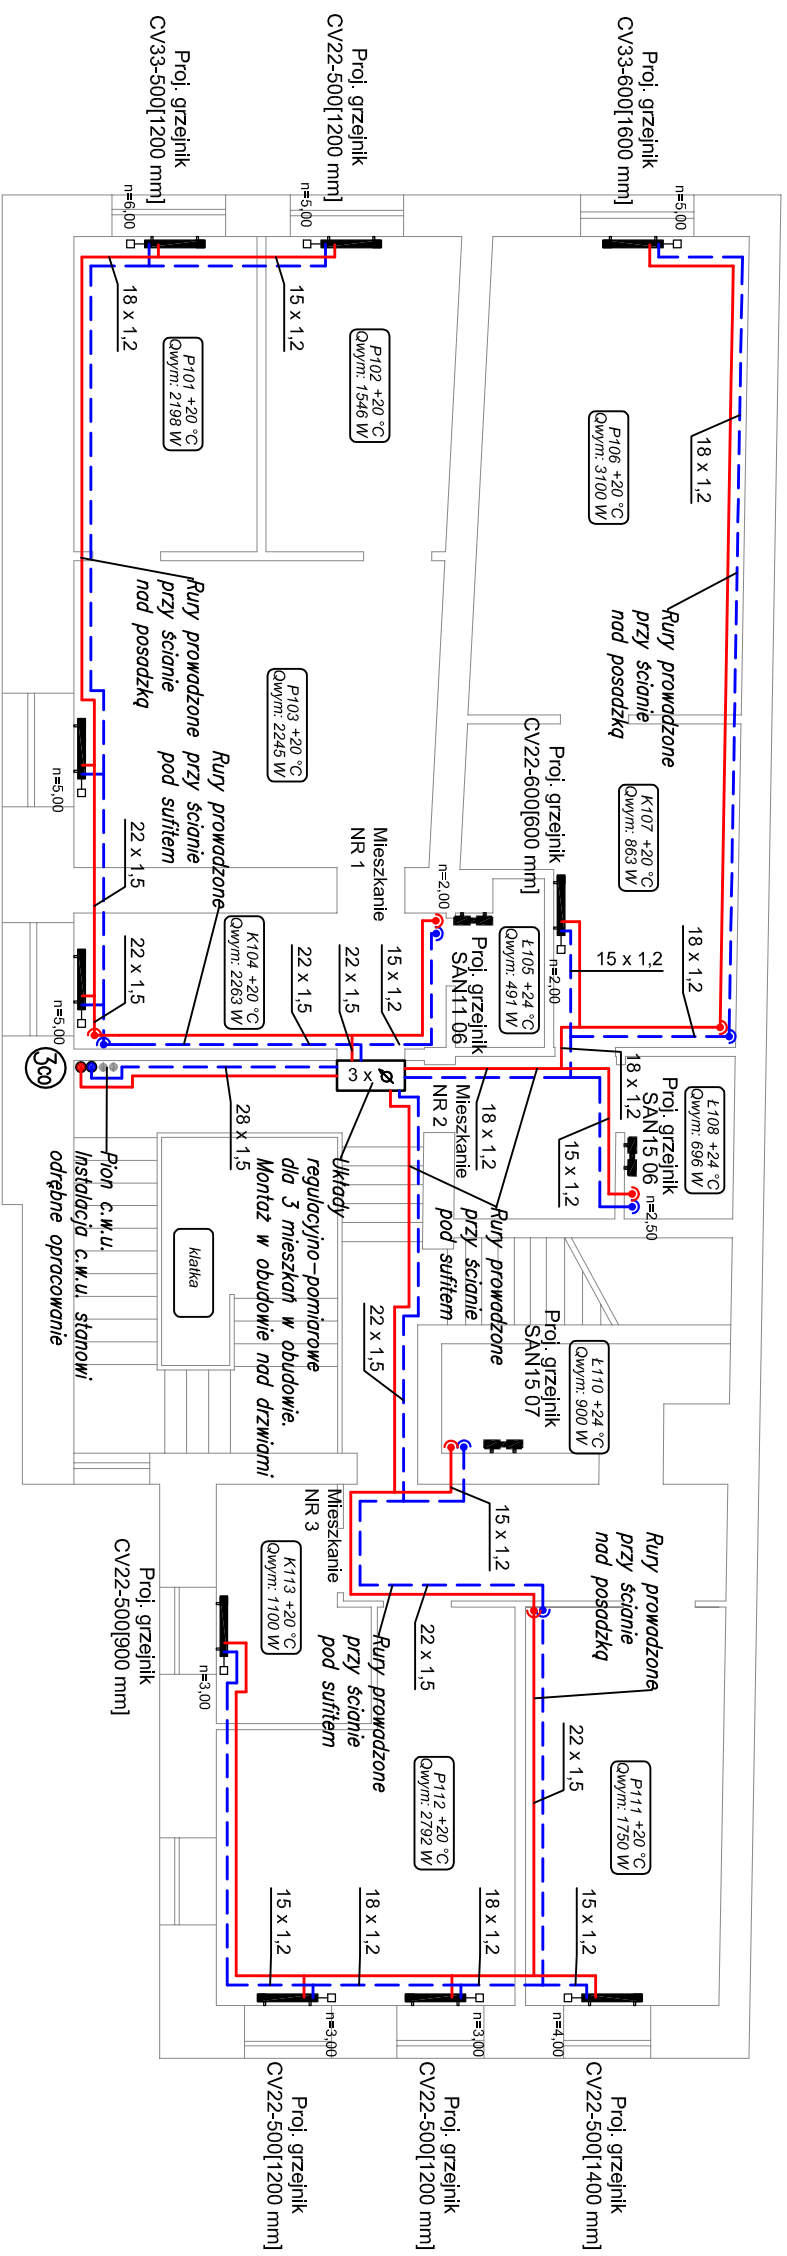 Proj. grzejnik
CV33-600[1600 mm]
Proj. grzejnik
CV22-500[1200 mm]
Proj. grzejnik
CV33-500[1200 mm]
n=5,00
n=5,00
n=6,00
18 x 1,2
15 x 1,2
18 x 1,2
P106 +20 °C
Qwym: 3100 W
P102 +20 °C
Qwym: 1546 W
P101 +20 °C
Qwym: 2198 W
Rury prowadzone
przy ścianie
nad posadzką
Rury prowadzone
przy ścianie
nad posadzką
P103 +20 °C
Qwym: 2245 W
K107 +20 °C
Qwym: 863 W
Proj. grzejnik
CV22-600[600 mm]
Rury prowadzone
przy ścianie
pod sufitem
Mieszkanie
NR 1
n=5,00
22 x 1,5
n=2,00
Ł105 +24 °C
Qwym: 491 W
K104 +20 °C
Qwym: 2263 W
n=2,00
Proj. grzejnik
SAN11 06
15 x 1,2
18 x 1,2
15 x 1,2
22 x 1,5
22 x 1,5
22 x 1,5
n=5,00
3co
3 x Ø
18 x 1,2
Proj. grzejnik
SAN15 06
Ł108 +24 °C
Qwym: 696 W
Mieszkanie
NR 2
18 x 1,2
15 x 1,2
n=2,50
28 x 1,5
Pion c.w.u.
Instalacja c.w.u. stanowi
odrębne opracowanie
Układy
regulacyjno-pomiarowe
dla 3 mieszkań w obudowie.
Montaż w obudowie nad drzwiami
klatka
Rury prowadzone
przy ścianie
pod sufitem
22 x 1,5
Proj. grzejnik
SAN15 07
Ł110 +24 °C
Qwym: 900 W
15 x 1,2
Mieszkanie
NR 3
Rury prowadzone
przy ścianie
nad posadzką
K113 +20 °C
Qwym: 1100 W
Proj. grzejnik
CV22-500[900 mm]
n=3,00
22 x 1,5
Rury prowadzone
przy ścianie
pod sufitem
22 x 1,5
P111 +20 °C
Qwym: 1750 W
P112 +20 °C
Qwym: 2792 W
15 x 1,2
18 x 1,2
18 x 1,2
15 x 1,2
n=4,00
n=3,00
n=3,00
Proj. grzejnik
CV22-500[1400 mm]
Proj. grzejnik
CV22-500[1200 mm]
Proj. grzejnik
CV22-500[1200 mm]